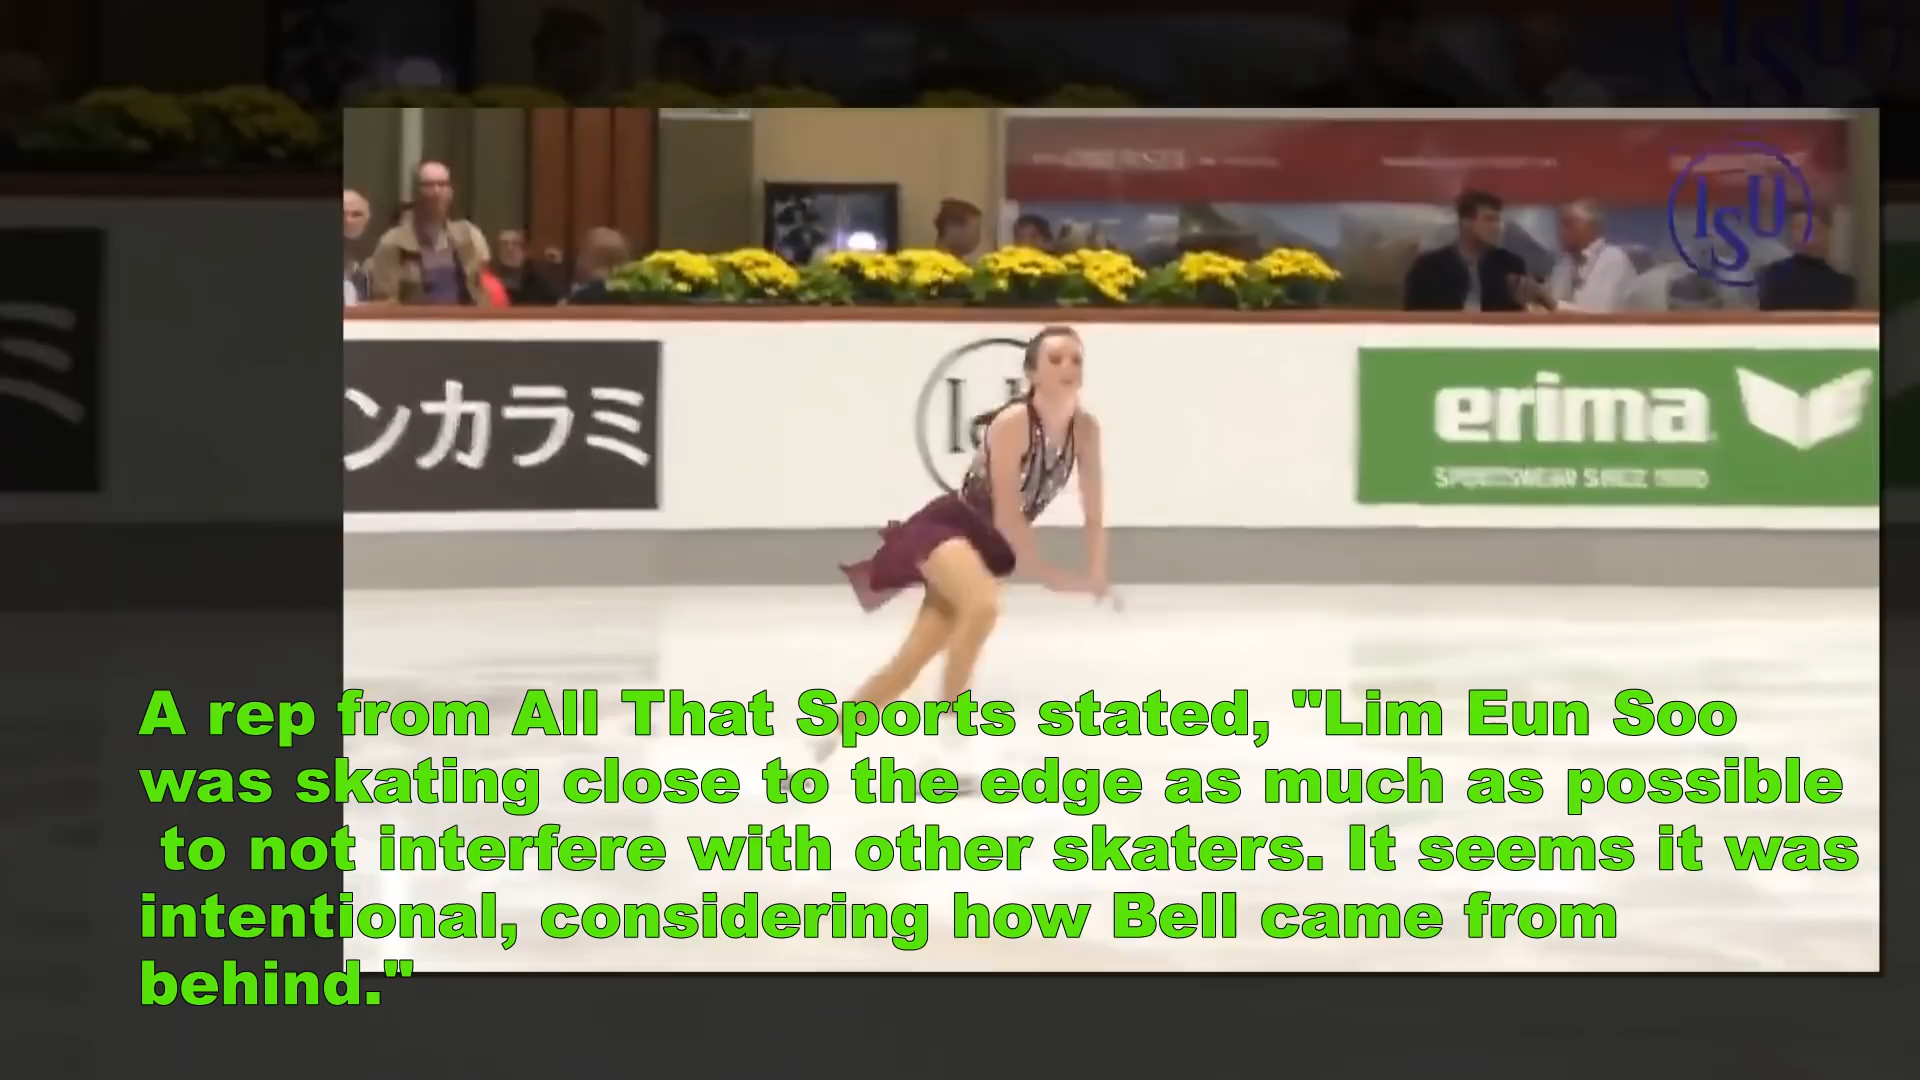 ISU
ISU
ンカラミ
erima
A rep from All That Sports stated, "Lim Eun Soo
was skating close to the edge as much as possible
to not interfere with other skaters. It seems it was
intentional, considering how Bell came from
behind."